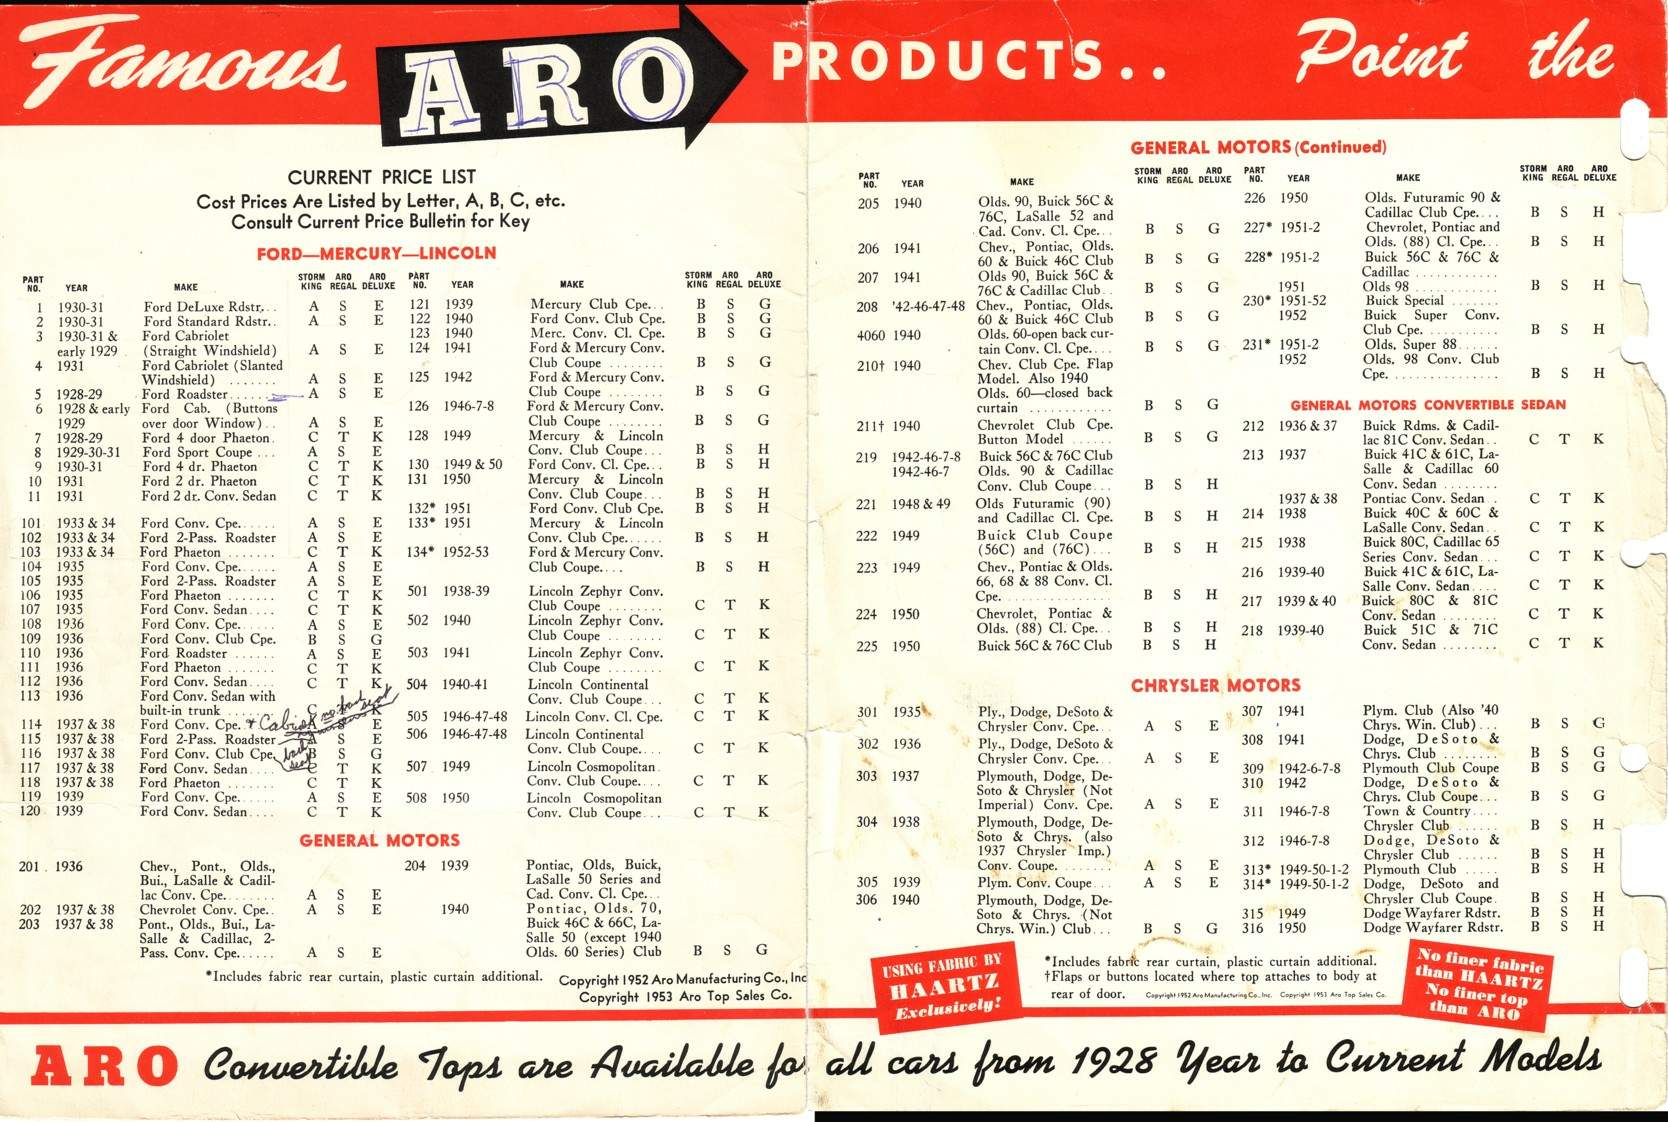 Famous ARO PRODUCTS.. Point the
CURRENT PRICE LIST
Cost Prices Are Listed by Letter, A, B, C, etc.
Consult Current Price Bulletin for Key
FORD—MERCURY—LINCOLN
PART NO. YEAR MAKE STORM KING ARO REGAL ARO DELUXE
1 1930-31 Ford DeLuxe Rdstr... A S E
2 1930-31 Ford Standard Rdstr.. A S E
3 1930-31 & Ford Cabriolet
early 1929 (Straight Windshield) A S E
4 1931 Ford Cabriolet (Slanted
Windshield) ....... A S E
5 1928-29 Ford Roadster...... A S E
6 1928 & early Ford Cab. (Buttons
1929 over door Window).. A S E
7 1928-29 Ford 4 door Phaeton. C T K
8 1929-30-31 Ford Sport Coupe ... A S E
9 1930-31 Ford 4 dr. Phaeton C T K
10 1931 Ford 2 dr. Phaeton C T K
11 1931 Ford 2 dr. Conv. Sedan C T K
101 1933 & 34 Ford Conv. Cpe...... A S E
102 1933 & 34 Ford 2-Pass. Roadster A S E
103 1933 & 34 Ford Phaeton ....... C T K
104 1935 Ford Conv. Cpe...... A S E
105 1935 Ford 2-Pass. Roadster A S E
106 1935 Ford Phaeton ....... C T K
107 1935 Ford Conv. Sedan.... C T K
108 1936 Ford Conv. Cpe...... A S E
109 1936 Ford Conv. Club Cpe. B S G
110 1936 Ford Roadster ...... A S E
111 1936 Ford Phaeton ....... C T K
112 1936 Ford Conv. Sedan.... C T K
113 1936 Ford Conv. Sedan with
built-in trunk ....... C K
114 1937 & 38 Ford Conv. Cpe. + Cabriolet no back seat A S E
115 1937 & 38 Ford 2-Pass. Roadster A S E
116 1937 & 38 Ford Conv. Club Cpe. back seat B S G
117 1937 & 38 Ford Conv. Sedan.... C T K
118 1937 & 38 Ford Phaeton ....... C T K
119 1939 Ford Conv. Cpe...... A S E
120 1939 Ford Conv. Sedan.... C T K
PART NO. YEAR MAKE STORM KING ARO REGAL ARO DELUXE
121 1939 Mercury Club Cpe... B S G
122 1940 Ford Conv. Club Cpe. B S G
123 1940 Merc. Conv. Cl. Cpe. B S G
124 1941 Ford & Mercury Conv.
Club Coupe ........ B S G
125 1942 Ford & Mercury Conv.
Club Coupe ........ B S G
126 1946-7-8 Ford & Mercury Conv.
Club Coupe ........ B S G
128 1949 Mercury & Lincoln
Conv. Club Coupe... B S H
130 1949 & 50 Ford Conv. Cl. Cpe. B S H
131 1950 Mercury & Lincoln
Conv. Club Coupe... B S H
132* 1951 Ford Conv. Club Cpe. B S H
133* 1951 Mercury & Lincoln
Conv. Club Cpe...... B S H
134* 1952-53 Ford & Mercury Conv.
Club Coupe.... B S H
501 1938-39 Lincoln Zephyr Conv.
Club Coupe ........ C T K
502 1940 Lincoln Zephyr Conv.
Club Coupe ........ C T K
503 1941 Lincoln Zephyr Conv.
Club Coupe ........ C T K
504 1940-41 Lincoln Continental
Conv. Club Coupe... C T K
505 1946-47-48 Lincoln Conv. Cl. Cpe. C T K
506 1946-47-48 Lincoln Continental
Conv. Club Coupe.... C T K
507 1949 Lincoln Cosmopolitan.
Conv. Club Coupe... C T K
508 1950 Lincoln Cosmopolitan
Conv. Club Coupe... C T K
GENERAL MOTORS
201 1936 Chev., Pont., Olds.,
Bui., LaSalle & Cadil-
lac Conv. Cpe....... A S E
202 1937 & 38 Chevrolet Conv. Cpe.. A S E
203 1937 & 38 Pont., Olds., Bui., La-
Salle & Cadillac, 2-
Pass. Conv. Cpe..... A S E
204 1939 Pontiac, Olds, Buick,
LaSalle 50 Series and
Cad. Conv. Cl. Cpe...
1940 Pontiac, Olds. 70,
Buick 46C & 66C, La-
Salle 50 (except 1940
Olds. 60 Series) Club B S G
*Includes fabric rear curtain, plastic curtain additional.
Copyright 1952 Aro Manufacturing Co., Inc
Copyright 1953 Aro Top Sales Co.
GENERAL MOTORS (Continued)
PART NO. YEAR MAKE STORM KING ARO REGAL ARO DELUXE
205 1940 Olds. 90, Buick 56C &
76C, LaSalle 52 and
Cad. Conv. Cl. Cpe... B S G
206 1941 Chev., Pontiac, Olds.
60 & Buick 46C Club B S G
207 1941 Olds 90, Buick 56C &
76C & Cadillac Club.. B S G
208 '42-46-47-48 Chev., Pontiac, Olds.
60 & Buick 46C Club B S G
4060 1940 Olds. 60-open back cur-
tain Conv. Cl. Cpe.... B S G
210† 1940 Chev. Club Cpe. Flap
Model. Also 1940
Olds. 60—closed back
curtain ............ B S G
211† 1940 Chevrolet Club Cpe.
Button Model ...... B S G
219 1942-46-7-8 Buick 56C & 76C Club
1942-46-7 Olds. 90 & Cadillac
Conv. Club Coupe... B S H
221 1948 & 49 Olds Futuramic (90)
and Cadillac Cl. Cpe. B S H
222 1949 Buick Club Coupe
(56C) and (76C)... B S H
223 1949 Chev., Pontiac & Olds.
66, 68 & 88 Conv. Cl.
Cpe................ B S H
224 1950 Chevrolet, Pontiac &
Olds. (88) Cl. Cpe... B S H
225 1950 Buick 56C & 76C Club B S H
PART NO. YEAR MAKE STORM KING ARO REGAL ARO DELUXE
226 1950 Olds. Futuramic 90 &
Cadillac Club Cpe.... B S H
227* 1951-2 Chevrolet, Pontiac and
Olds. (88) Cl. Cpe... B S H
228* 1951-2 Buick 56C & 76C &
Cadillac ............
1951 Olds 98 ............ B S H
230* 1951-52 Buick Special .......
1952 Buick Super Conv.
Club Cpe. .......... B S H
231* 1951-2 Olds, Super 88......
1952 Olds. 98 Conv. Club
Cpe. ............... B S H
GENERAL MOTORS CONVERTIBLE SEDAN
212 1936 & 37 Buick Rdms. & Cadil-
lac 81C Conv. Sedan.. C T K
213 1937 Buick 41C & 61C, La-
Salle & Cadillac 60
Conv. Sedan ........
1937 & 38 Pontiac Conv. Sedan.. C T K
214 1938 Buick 40C & 60C &
LaSalle Conv. Sedan.. C T K
215 1938 Buick 80C, Cadillac 65
Series Conv. Sedan... C T K
216 1939-40 Buick 41C & 61C, La-
Salle Conv. Sedan.... C T K
217 1939 & 40 Buick 80C & 81C
Conv. Sedan ........ C T K
218 1939-40 Buick 51C & 71C
Conv. Sedan ........ C T K
CHRYSLER MOTORS
301 1935 Ply., Dodge, DeSoto &
Chrysler Conv. Cpe... A S E
302 1936 Ply., Dodge, DeSoto &
Chrysler Conv. Cpe. A S E
303 1937 Plymouth, Dodge, De-
Soto & Chrysler (Not
Imperial) Conv. Cpe. A S E
304 1938 Plymouth, Dodge, De-
Soto & Chrys. (also
1937 Chrysler Imp.)
Conv. Coupe........ A S E
305 1939 Plym. Conv. Coupe... A S E
306 1940 Plymouth, Dodge, De-
Soto & Chrys. (Not
Chrys. Win.) Club... B S G
307 1941 Plym. Club (Also '40
Chrys. Win. Club)... B S G
308 1941 Dodge, DeSoto &
Chrys. Club ........ B S G
309 1942-6-7-8 Plymouth Club Coupe B S G
310 1942 Dodge, DeSoto &
Chrys. Club Coupe... B S G
311 1946-7-8 Town & Country....
Chrysler Club ...... B S H
312 1946-7-8 Dodge, DeSoto &
Chrysler Club ...... B S H
313* 1949-50-1-2 Plymouth Club ..... B S H
314* 1949-50-1-2 Dodge, DeSoto and
Chrysler Club Coupe. B S H
315 1949 Dodge Wayfarer Rdstr. B S H
316 1950 Dodge Wayfarer Rdstr. B S H
USING FABRIC BY
HAARTZ
Exclusively!
*Includes fabric rear curtain, plastic curtain additional.
†Flaps or buttons located where top attaches to body at
rear of door. Copyright 1952 Aro Manufacturing Co., Inc. Copyright 1953 Aro Top Sales Co.
No finer fabric
than HAARTZ
No finer top
than ARO
ARO Convertible Tops are Available for all cars from 1928 Year to Current Models